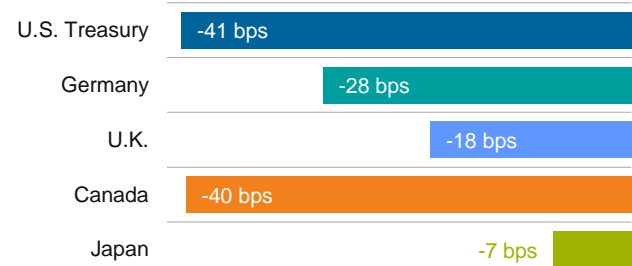 U.S. Treasury -41 bps
Germany -28 bps
U.K. -18 bps
Canada -40 bps
Japan -7 bps